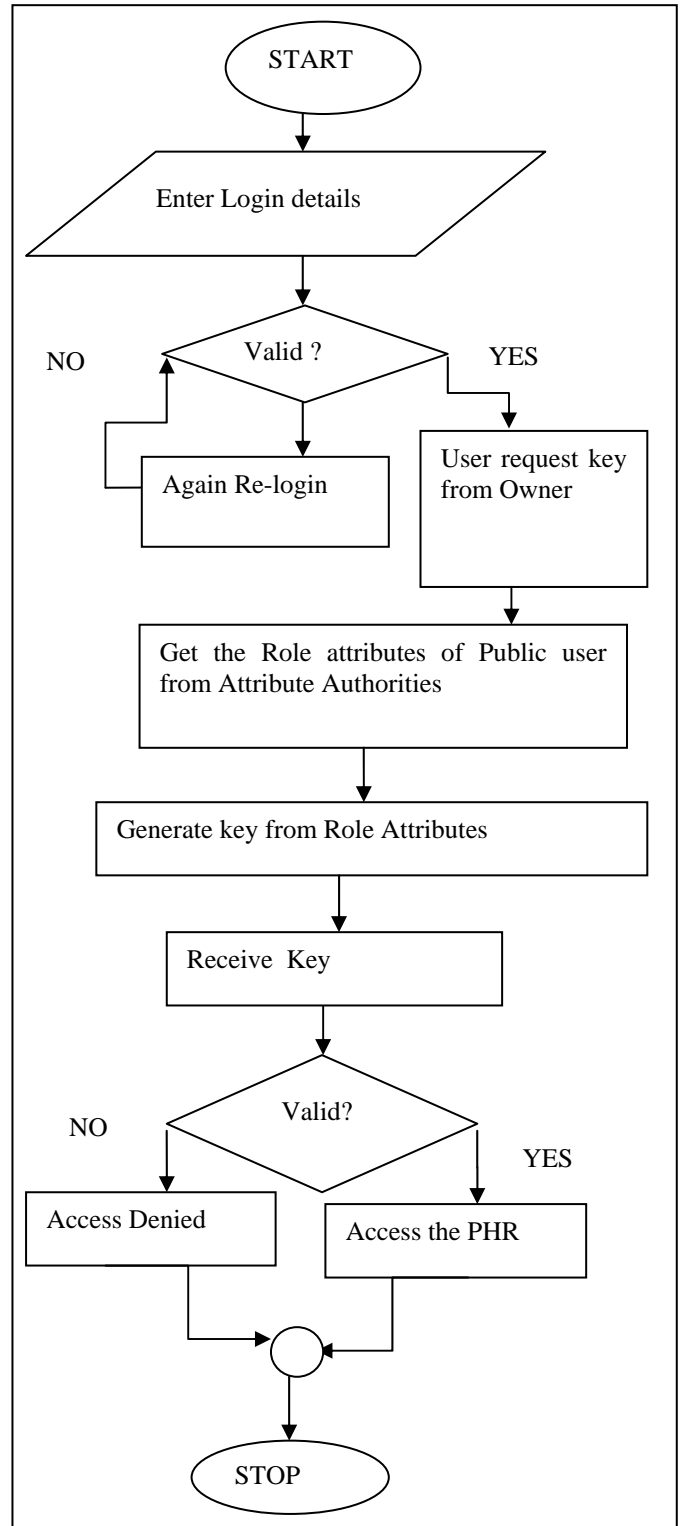 START
Enter Login details
Valid ?
NO
YES
Again Re-login
User request key
from Owner
Get the Role attributes of Public user
from Attribute Authorities
Generate key from Role Attributes
Receive Key
Valid?
NO
YES
Access Denied
Access the PHR
STOP